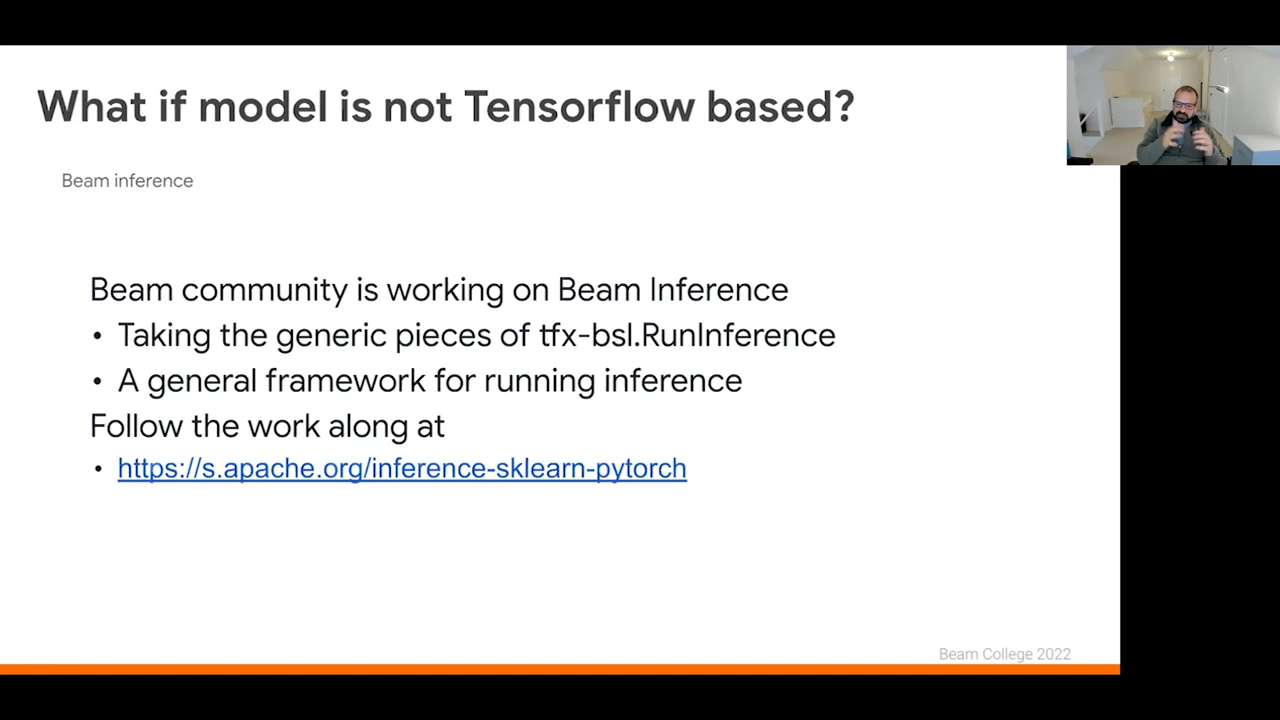 What if model is not Tensorflow based?
Beam inference
Beam community is working on Beam Inference
• Taking the generic pieces of tfx-bsl.RunInference
• A general framework for running inference
Follow the work along at
• https://s.apache.org/inference-sklearn-pytorch
Beam College 2022